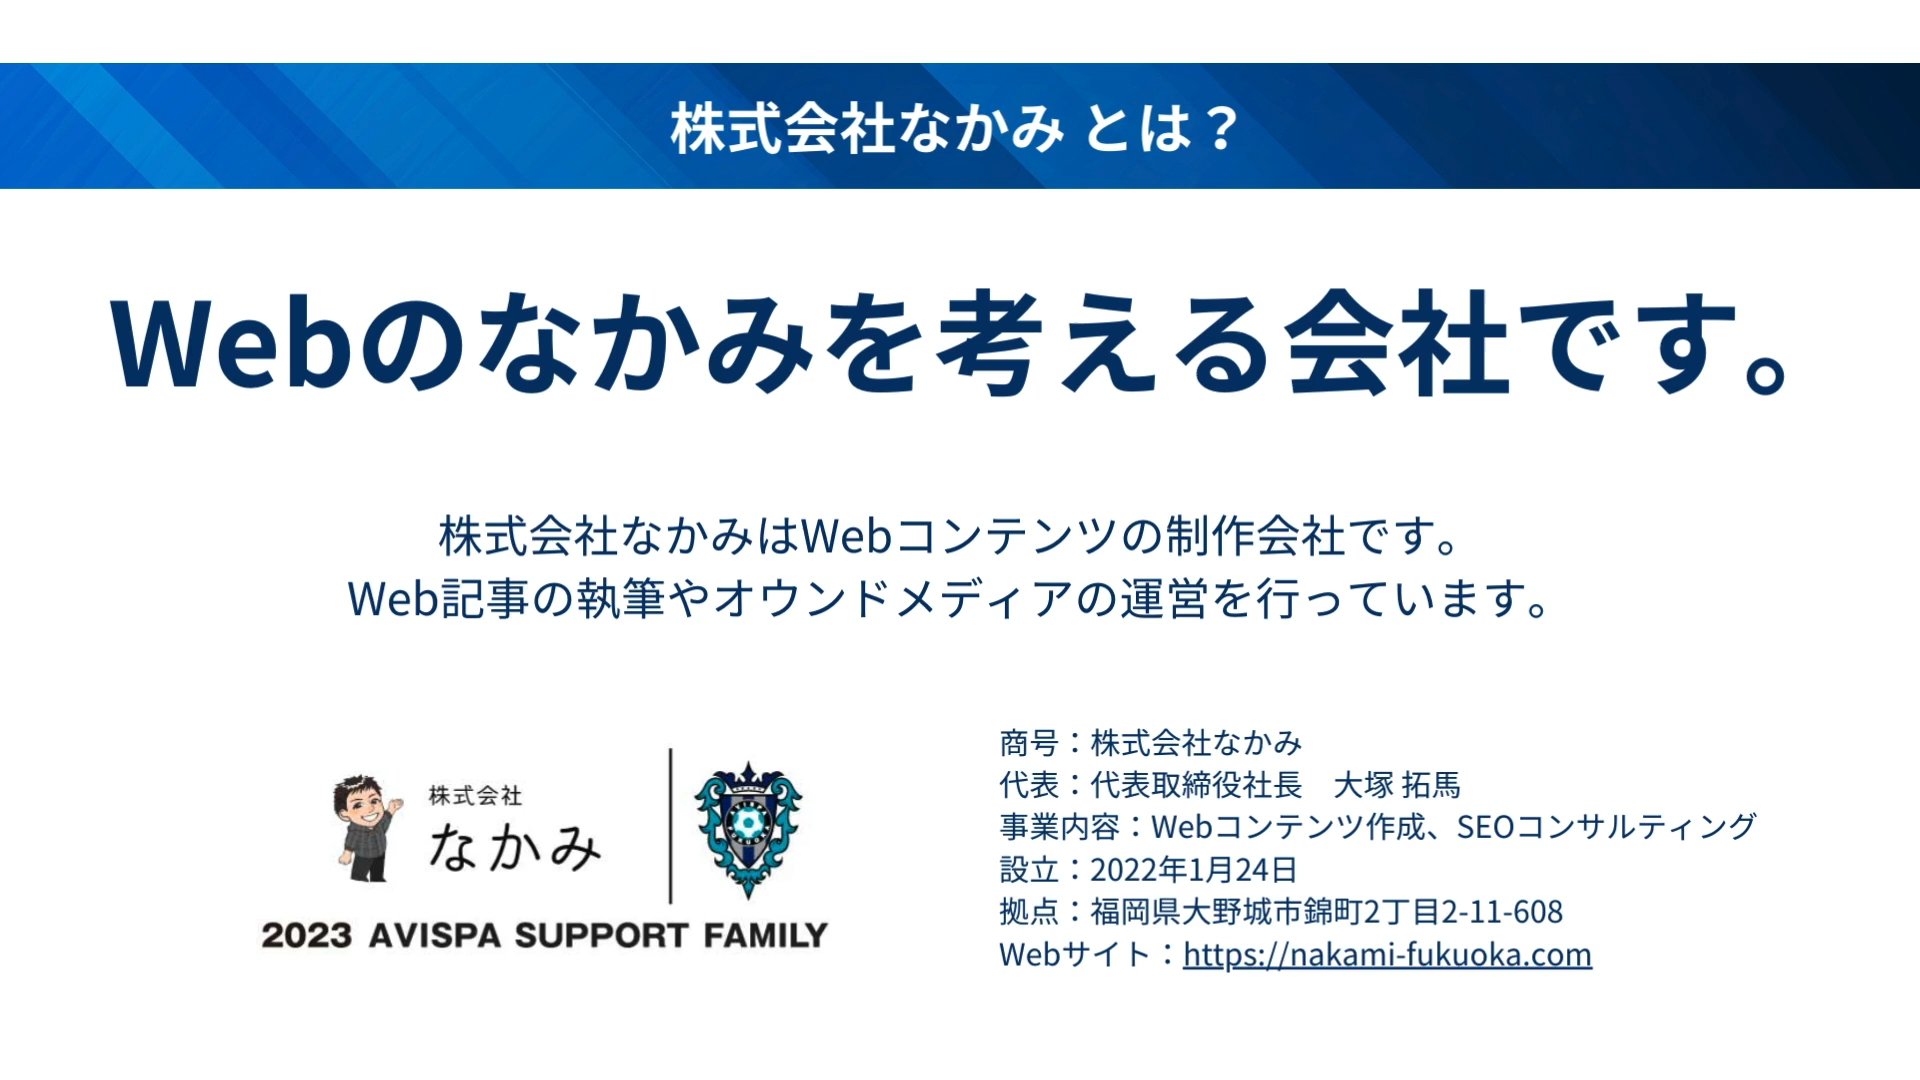 株式会社なかみ とは？
Webのなかみを考える会社です。
株式会社なかみはWebコンテンツの制作会社です。
Web記事の執筆やオウンドメディアの運営を行っています。
株式会社
なかみ
2023 AVISPA SUPPORT FAMILY
商号：株式会社なかみ
代表：代表取締役社長　大塚 拓馬
事業内容：Webコンテンツ作成、SEOコンサルティング
設立：2022年1月24日
拠点：福岡県大野城市錦町2丁目2-11-608
Webサイト：https://nakami-fukuoka.com